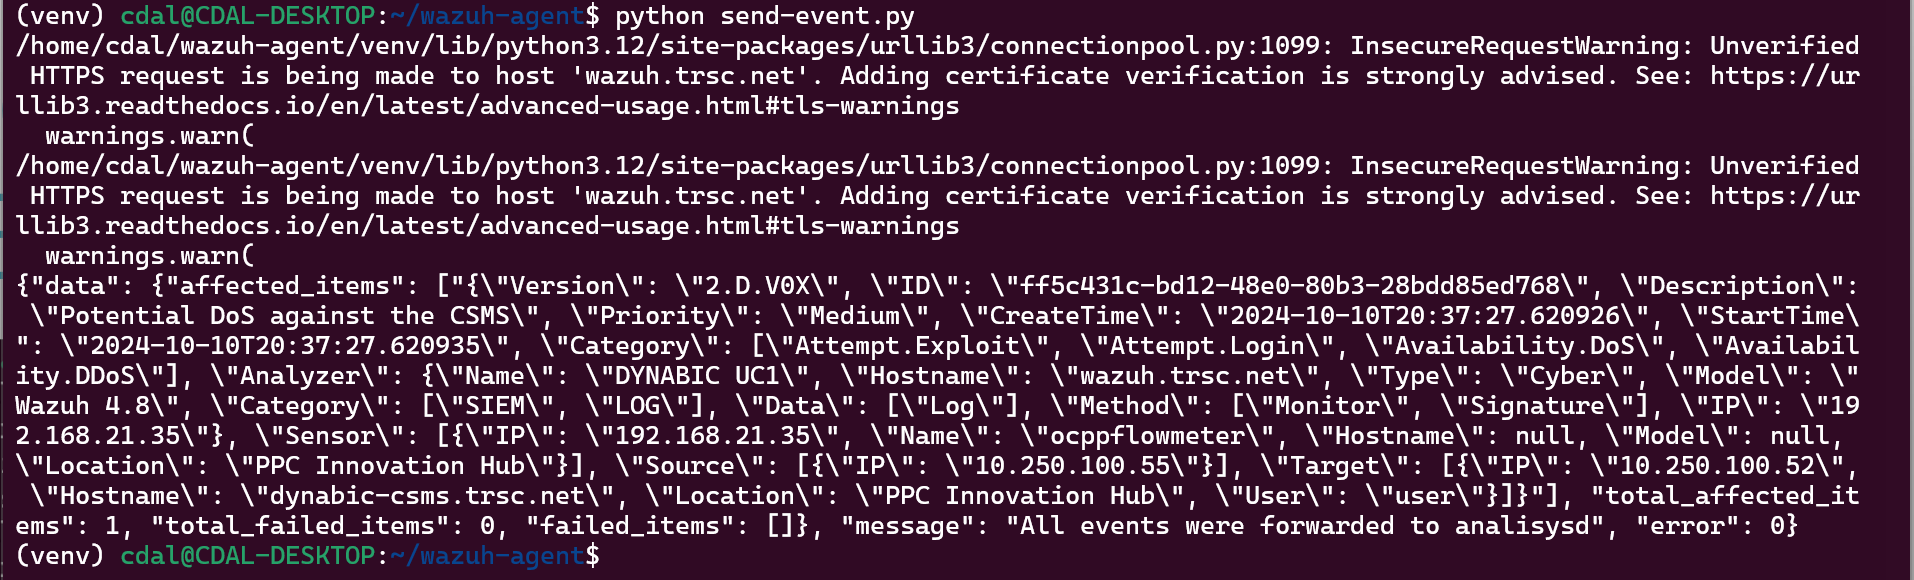 (venv) cdal@CDAL-DESKTOP:~/wazuh-agent$ python send-event.py
/home/cdal/wazuh-agent/venv/lib/python3.12/site-packages/urllib3/connectionpool.py:1099: InsecureRequestWarning: Unverified
 HTTPS request is being made to host 'wazuh.trsc.net'. Adding certificate verification is strongly advised. See: https://ur
llib3.readthedocs.io/en/latest/advanced-usage.html#tls-warnings
  warnings.warn(
/home/cdal/wazuh-agent/venv/lib/python3.12/site-packages/urllib3/connectionpool.py:1099: InsecureRequestWarning: Unverified
 HTTPS request is being made to host 'wazuh.trsc.net'. Adding certificate verification is strongly advised. See: https://ur
llib3.readthedocs.io/en/latest/advanced-usage.html#tls-warnings
  warnings.warn(
{"data": {"affected_items": ["{\"Version\": \"2.D.V0X\", \"ID\": \"ff5c431c-bd12-48e0-80b3-28bdd85ed768\", \"Description\":
 \"Potential DoS against the CSMS\", \"Priority\": \"Medium\", \"CreateTime\": \"2024-10-10T20:37:27.620926\", \"StartTime\
": \"2024-10-10T20:37:27.620935\", \"Category\": [\"Attempt.Exploit\", \"Attempt.Login\", \"Availability.DoS\", \"Availabil
ity.DDoS\"], \"Analyzer\": {\"Name\": \"DYNABIC UC1\", \"Hostname\": \"wazuh.trsc.net\", \"Type\": \"Cyber\", \"Model\": \"
Wazuh 4.8\", \"Category\": [\"SIEM\", \"LOG\"], \"Data\": [\"Log\"], \"Method\": [\"Monitor\", \"Signature\"], \"IP\": \"19
2.168.21.35\"}, \"Sensor\": [{\"IP\": \"192.168.21.35\", \"Name\": \"ocppflowmeter\", \"Hostname\": null, \"Model\": null,
\"Location\": \"PPC Innovation Hub\"}], \"Source\": [{\"IP\": \"10.250.100.55\"}], \"Target\": [{\"IP\": \"10.250.100.52\",
 \"Hostname\": \"dynabic-csms.trsc.net\", \"Location\": \"PPC Innovation Hub\", \"User\": \"user\"}]}"], "total_affected_it
ems": 1, "total_failed_items": 0, "failed_items": []}, "message": "All events were forwarded to analisysd", "error": 0}
(venv) cdal@CDAL-DESKTOP:~/wazuh-agent$